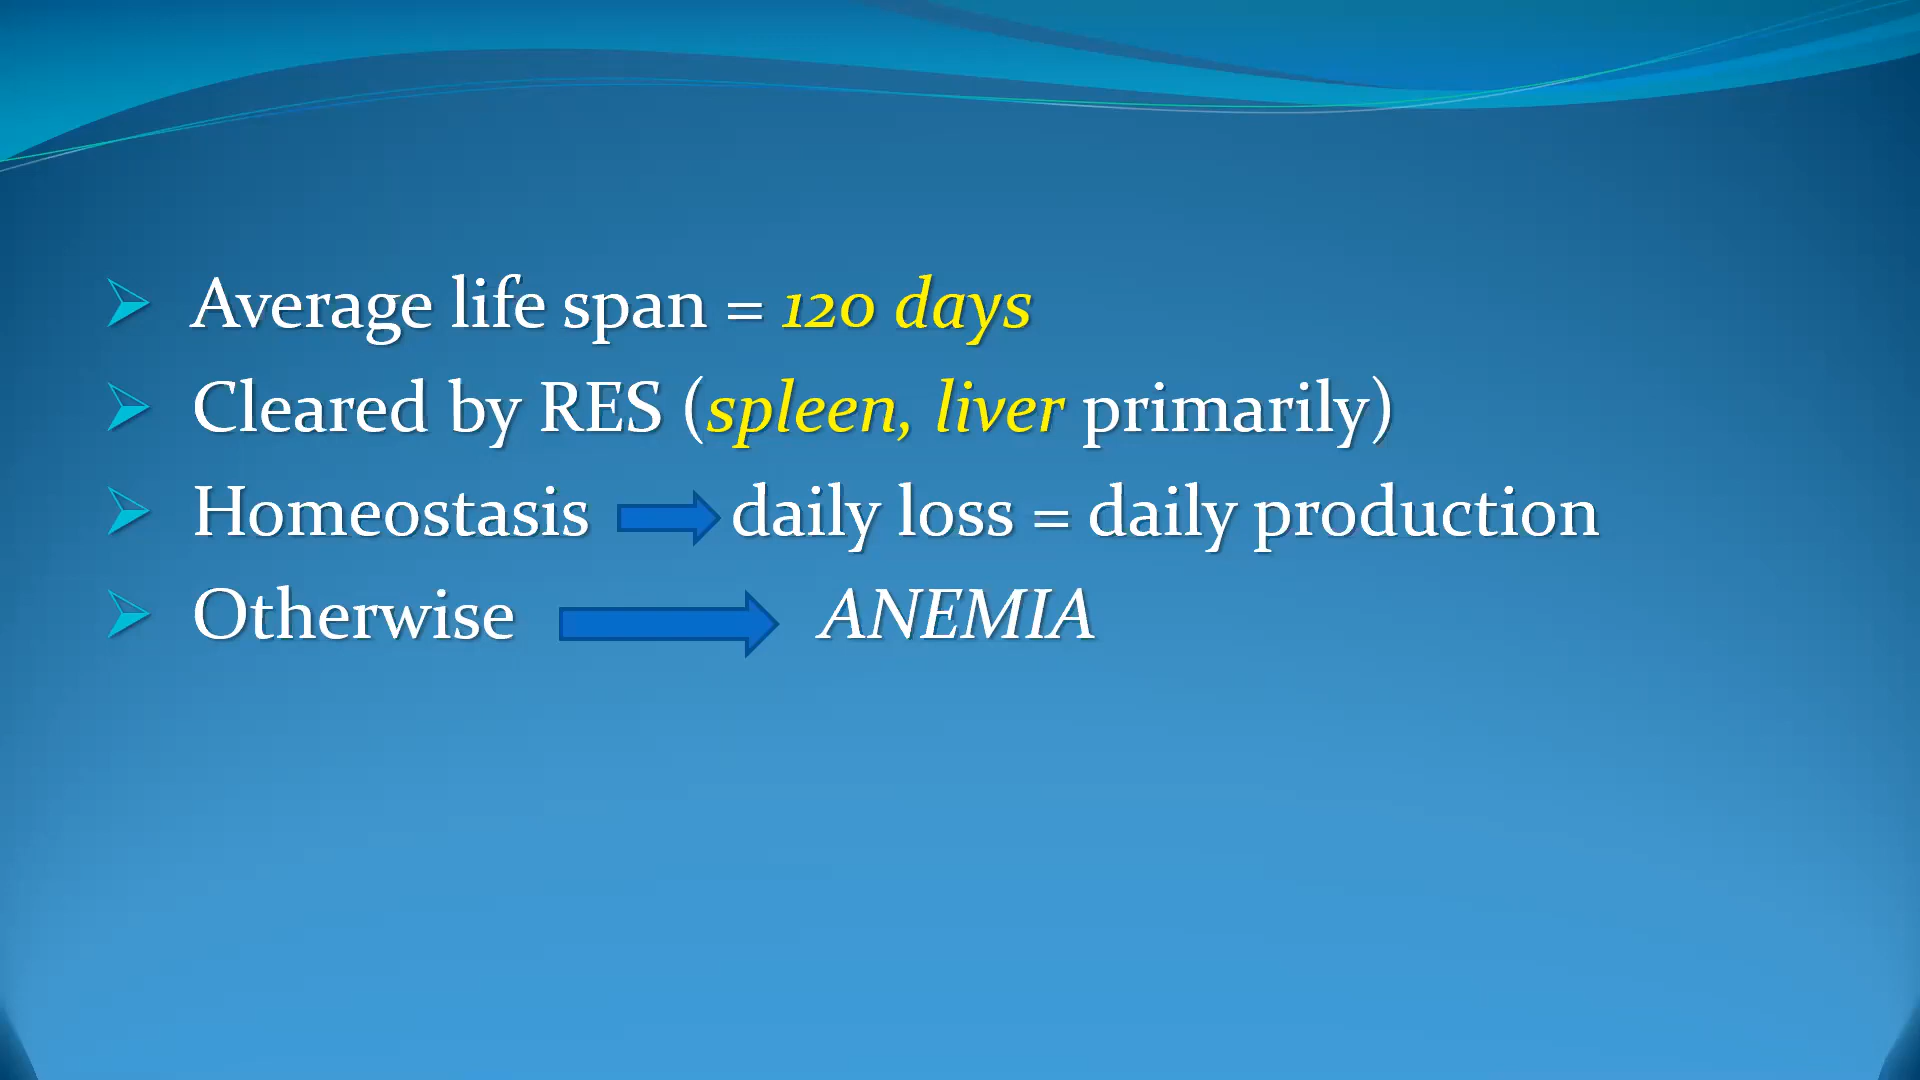 Average life span = 120 days
Cleared by RES (spleen, liver primarily)
Homeostasis daily loss = daily production
Otherwise ANEMIA